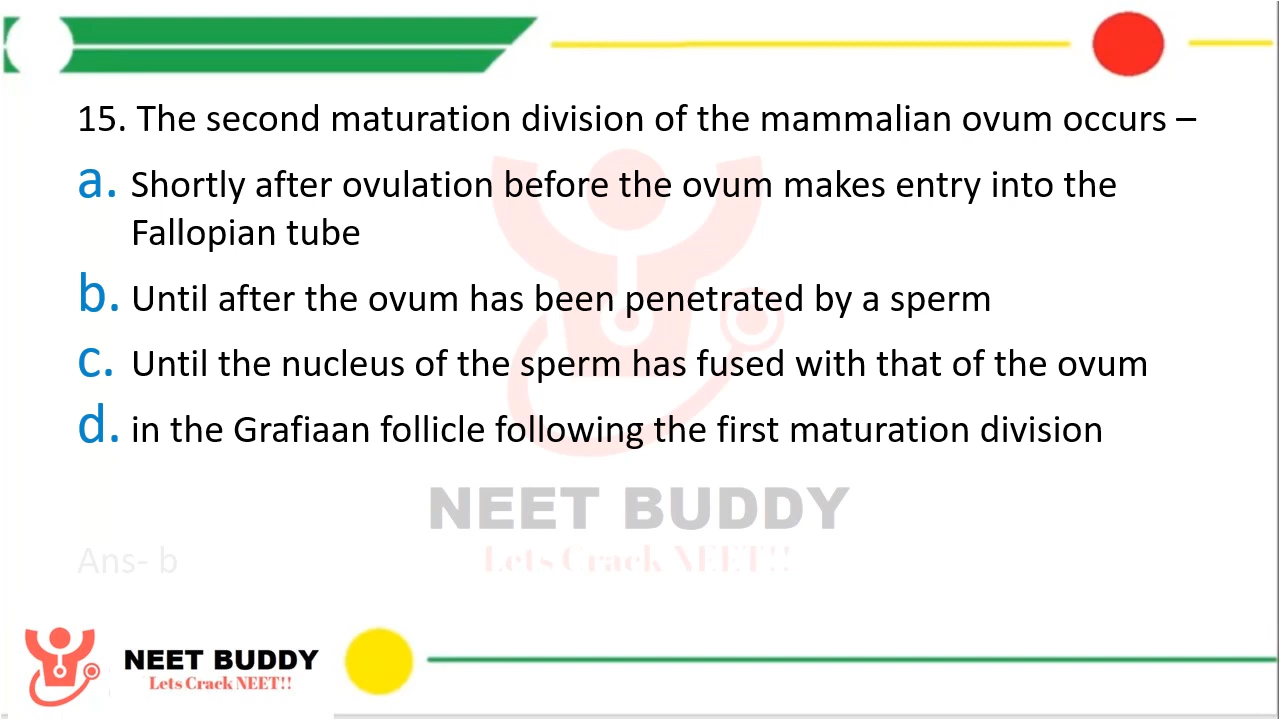 15. The second maturation division of the mammalian ovum occurs –
a. Shortly after ovulation before the ovum makes entry into the
Fallopian tube
b. Until after the ovum has been penetrated by a sperm
c. Until the nucleus of the sperm has fused with that of the ovum
d. in the Grafiaan follicle following the first maturation division
NEET BUDDY
Lets Crack NEET!!
Ans- b
NEET BUDDY
Lets Crack NEET!!